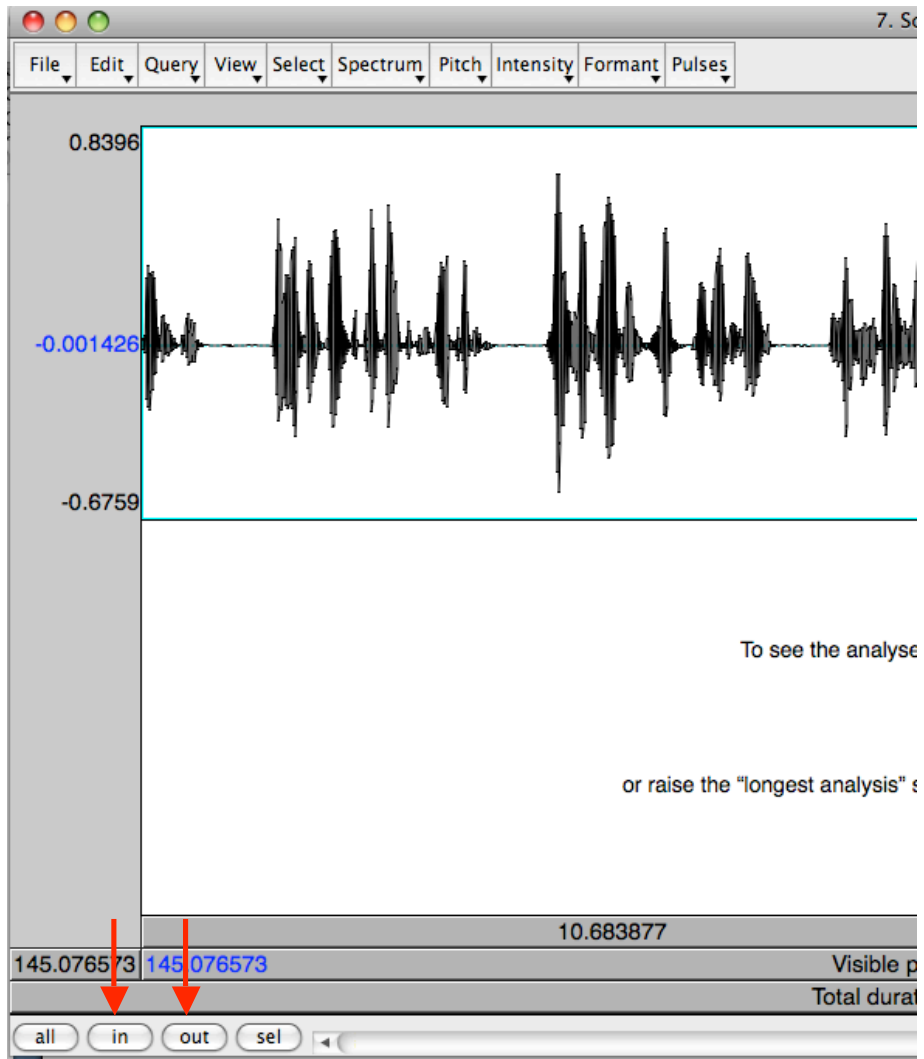 7. So
File Edit Query View Select Spectrum Pitch Intensity Formant Pulses
0.8396
-0.001426
-0.6759
To see the analyse
or raise the “longest analysis” s
10.683877
145.076573 145.076573 Visible p
Total durat
all in out sel